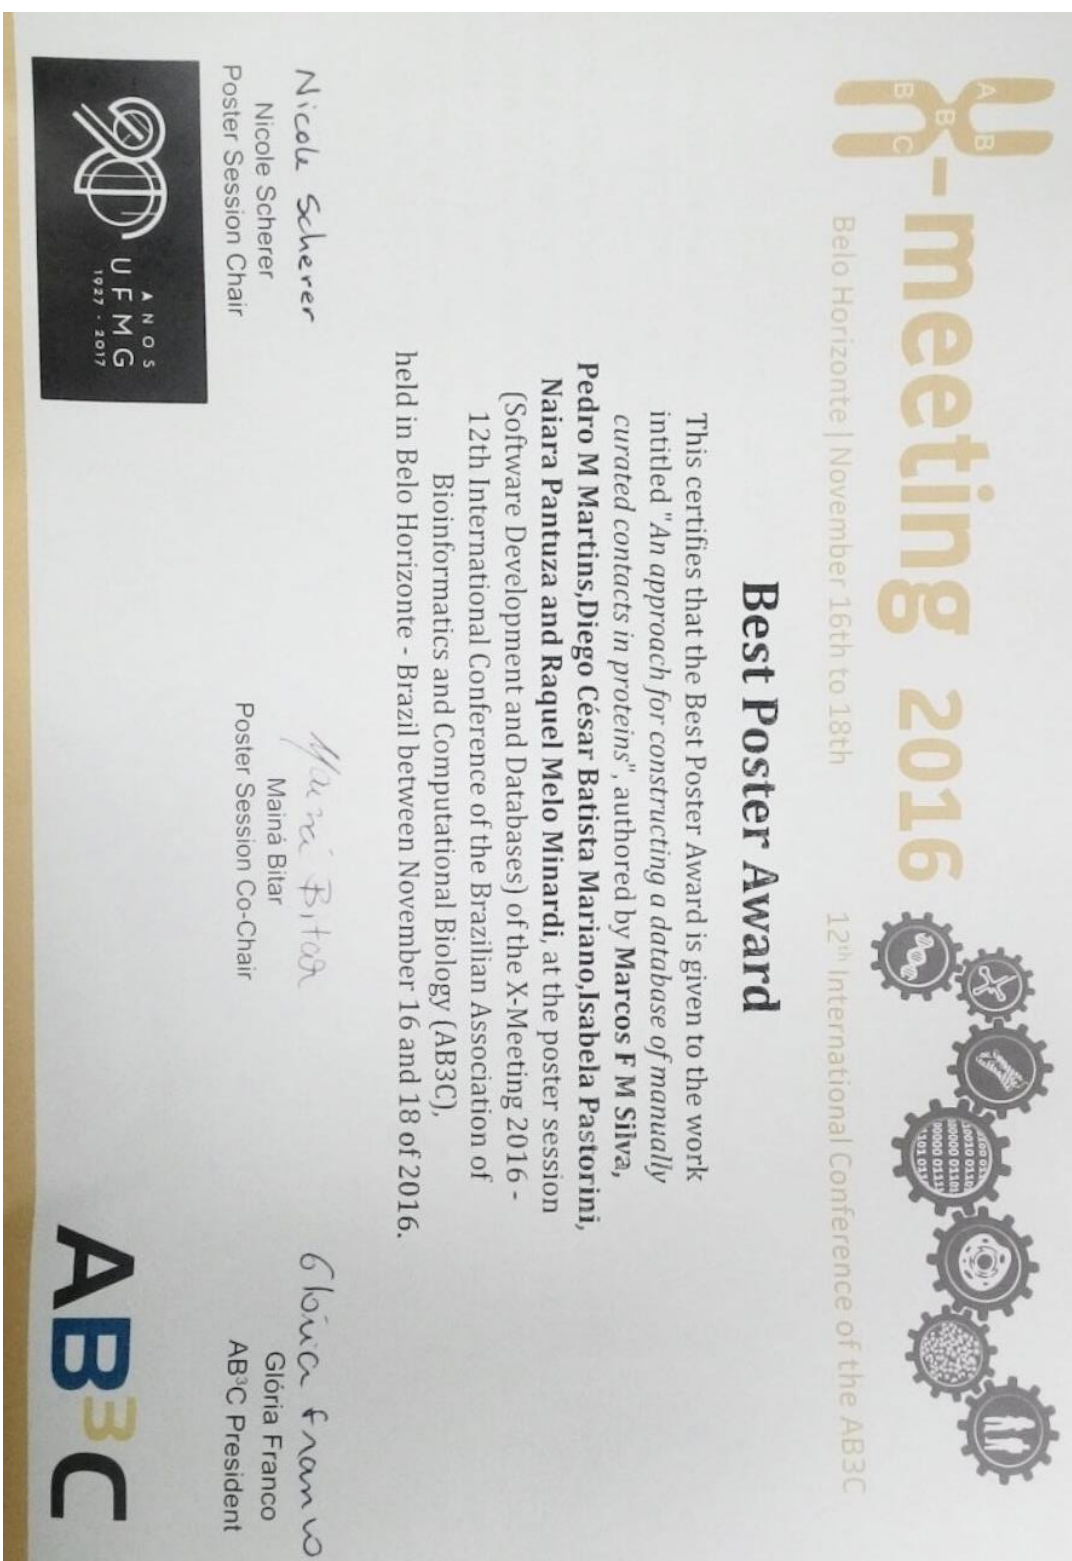 A B
B
B C
-meeting 2016
Belo Horizonte | November 16th to 18th
12th International Conference of the AB3C
Best Poster Award
This certifies that the Best Poster Award is given to the work
intitled "An approach for constructing a database of manually
curated contacts in proteins", authored by Marcos F M Silva,
Pedro M Martins,Diego César Batista Mariano,Isabela Pastorini,
Naiara Pantuza and Raquel Melo Minardi, at the poster session
(Software Development and Databases) of the X-Meeting 2016 -
12th International Conference of the Brazilian Association of
Bioinformatics and Computational Biology (AB3C),
held in Belo Horizonte - Brazil between November 16 and 18 of 2016.
Nicole Scherer
Nicole Scherer
Poster Session Chair
Mainá Bitar
Mainá Bitar
Poster Session Co-Chair
Glória Franco
Glória Franco
AB³C President
90 ANOS
UFMG
1927 - 2017
AB3C